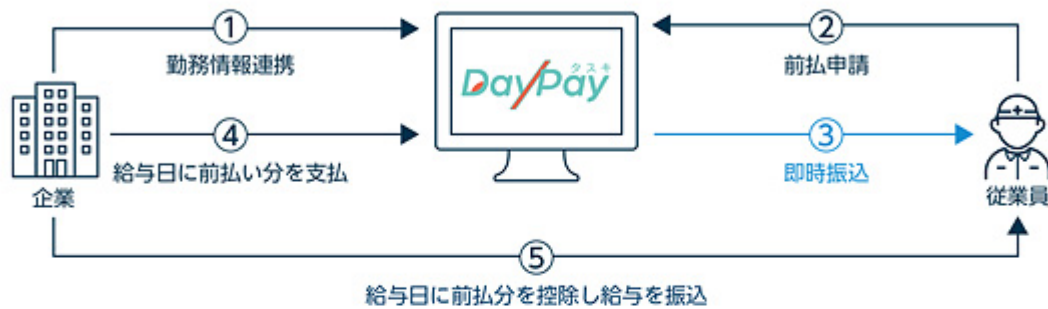 ①
勤務情報連携
②
前払申請
タスキ
DayPay
④
給与日に前払い分を支払
③
即時振込
企業
従業員
⑤
給与日に前払分を控除し給与を振込